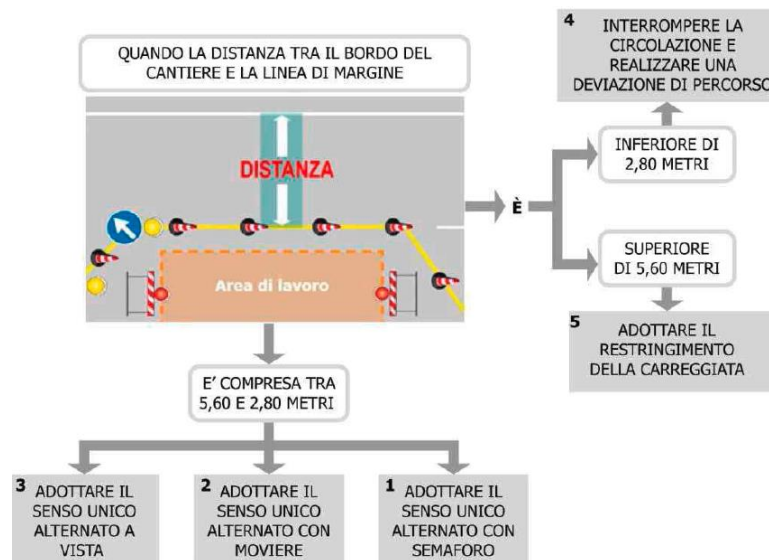 QUANDO LA DISTANZA TRA IL BORDO DEL
CANTIERE E LA LINEA DI MARGINE
DISTANZA
Area di lavoro
È
4
INTERROMPERE LA
CIRCOLAZIONE E
REALIZZARE UNA
DEVIAZIONE DI PERCORSO
INFERIORE DI
2,80 METRI
SUPERIORE
DI 5,60 METRI
5
ADOTTARE IL
RESTRINGIMENTO
DELLA CARREGGIATA
E’ COMPRESA TRA
5,60 E 2,80 METRI
3
ADOTTARE IL
SENSO UNICO
ALTERNATO A
VISTA
2
ADOTTARE IL
SENSO UNICO
ALTERNATO CON
MOVIERE
1
ADOTTARE IL
SENSO UNICO
ALTERNATO CON
SEMAFORO